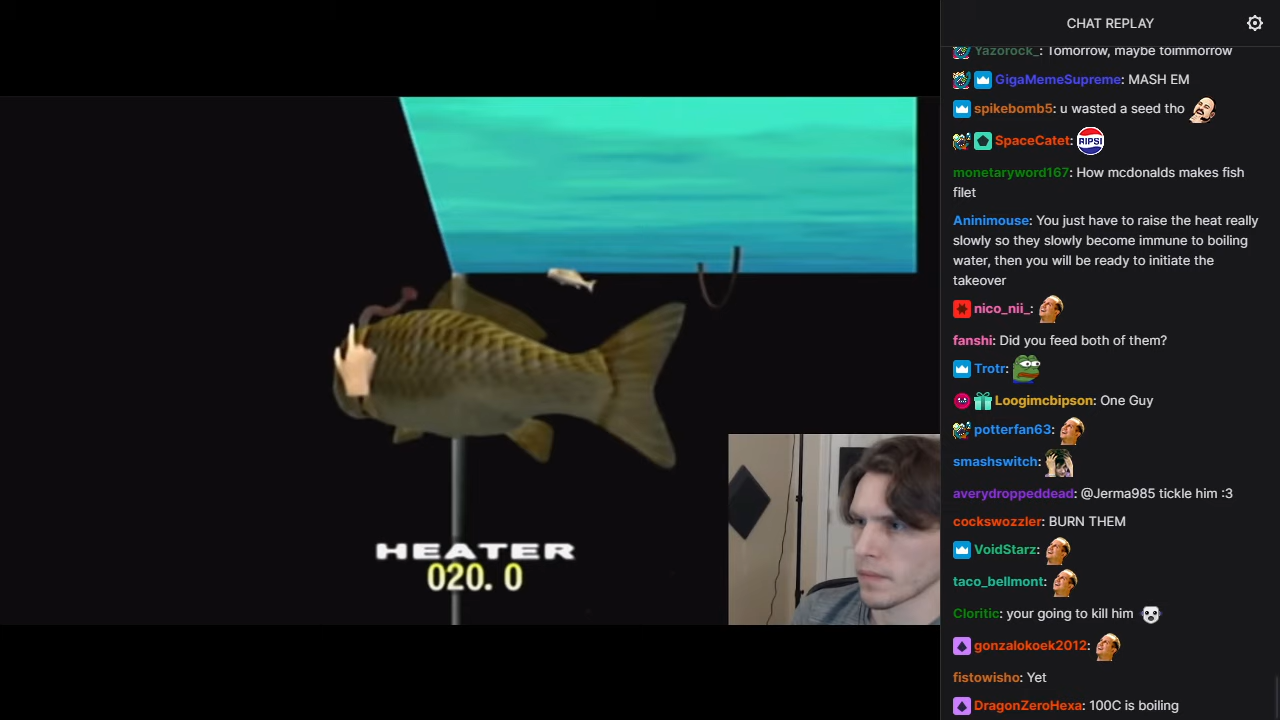 CHAT REPLAY
Yazorock_: Tomorrow, maybe toimmorrow
GigaMemeSupreme: MASH EM
spikebomb5: u wasted a seed tho
SpaceCatet: RIPSI
monetaryword167: How mcdonalds makes fish
filet
Aninimouse: You just have to raise the heat really
slowly so they slowly become immune to boiling
water, then you will be ready to initiate the
takeover
nico_nii_:
fanshi: Did you feed both of them?
Trotr:
Loogimcbipson: One Guy
potterfan63:
smashswitch:
averydroppeddead: @Jerma985 tickle him :3
cockswozzler: BURN THEM
VoidStarz:
taco_bellmont:
Cloritic: your going to kill him
gonzalokoek2012:
fistowisho: Yet
DragonZeroHexa: 100C is boiling
HEATER
020. 0